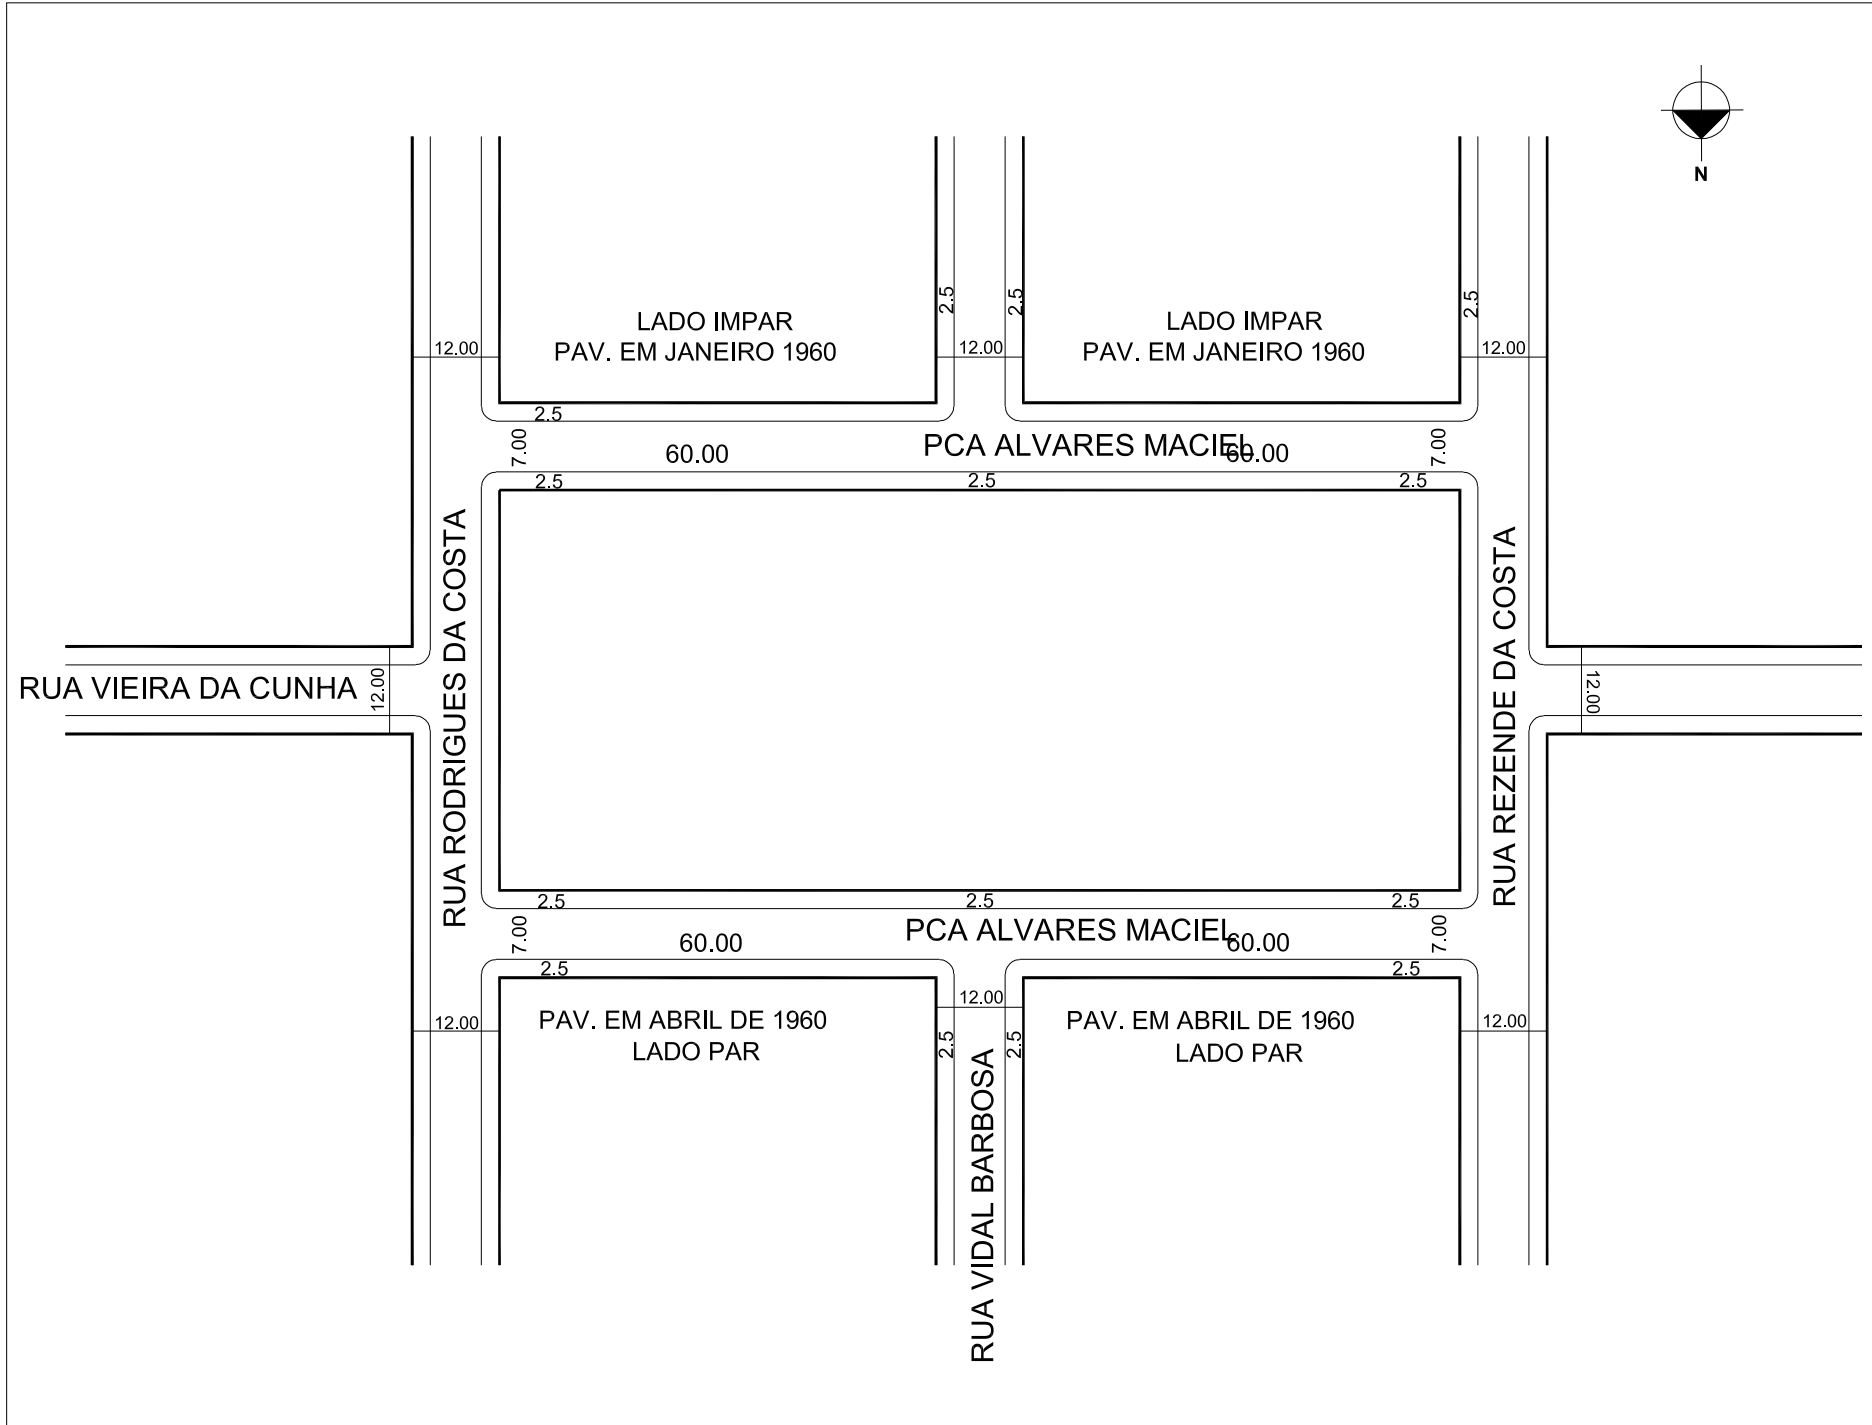 N
2.5
2.5
2.5
LADO IMPAR
PAV. EM JANEIRO 1960
LADO IMPAR
PAV. EM JANEIRO 1960
12.00
12.00
12.00
2.5
7.00
60.00
PCA ALVARES MACIEL
60.00
7.00
2.5
2.5
2.5
RUA RODRIGUES DA COSTA
RUA REZENDE DA COSTA
RUA VIEIRA DA CUNHA
12.00
12.00
2.5
2.5
2.5
7.00
60.00
PCA ALVARES MACIEL
60.00
7.00
2.5
2.5
12.00
12.00
12.00
PAV. EM ABRIL DE 1960
LADO PAR
2.5
2.5
PAV. EM ABRIL DE 1960
LADO PAR
RUA VIDAL BARBOSA